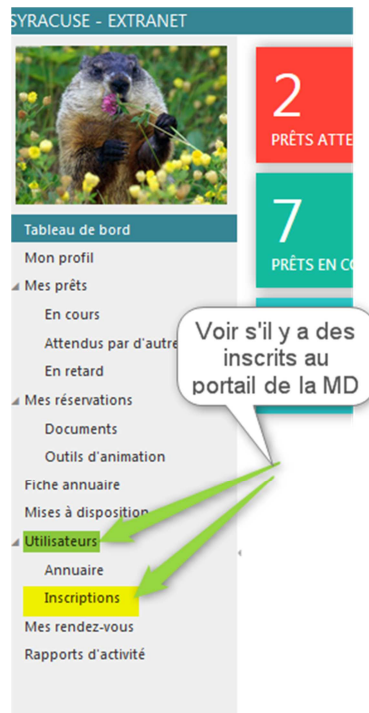 SYRACUSE - EXTRANET
2
PRÊTS ATTE
7
PRÊTS EN CO
Tableau de bord
Mon profil
Mes prêts
En cours
Attendus par d'autre
En retard
Mes réservations
Documents
Outils d'animation
Fiche annuaire
Mises à disposition
Utilisateurs
Annuaire
Inscriptions
Mes rendez-vous
Rapports d'activité
Voir s'il y a des
inscrits au
portail de la MD